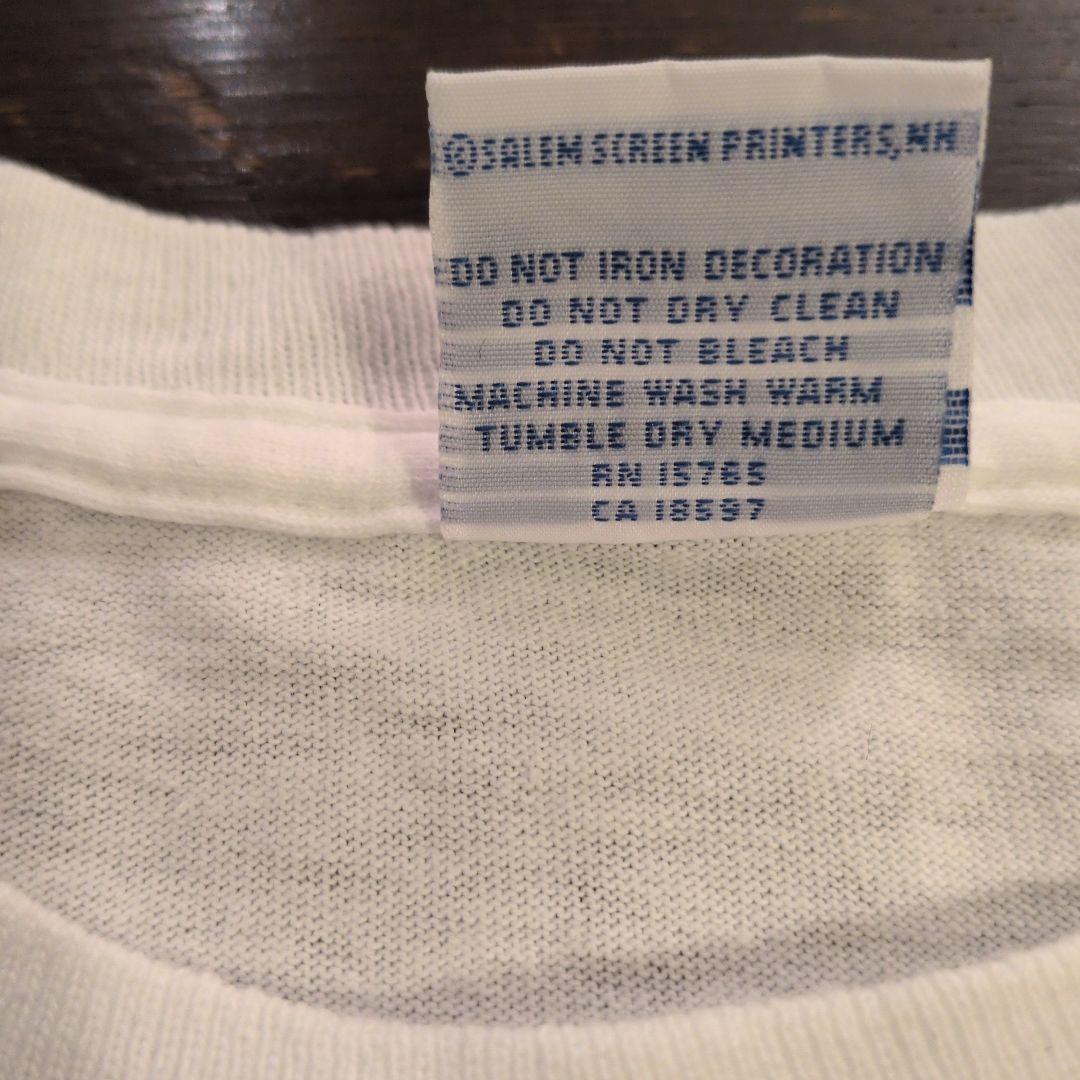 ©SALEM SCREEN PRINTERS, NH
DO NOT IRON DECORATION
DO NOT DRY CLEAN
DO NOT BLEACH
MACHINE WASH WARM
TUMBLE DRY MEDIUM
RN 15765
CA 18597